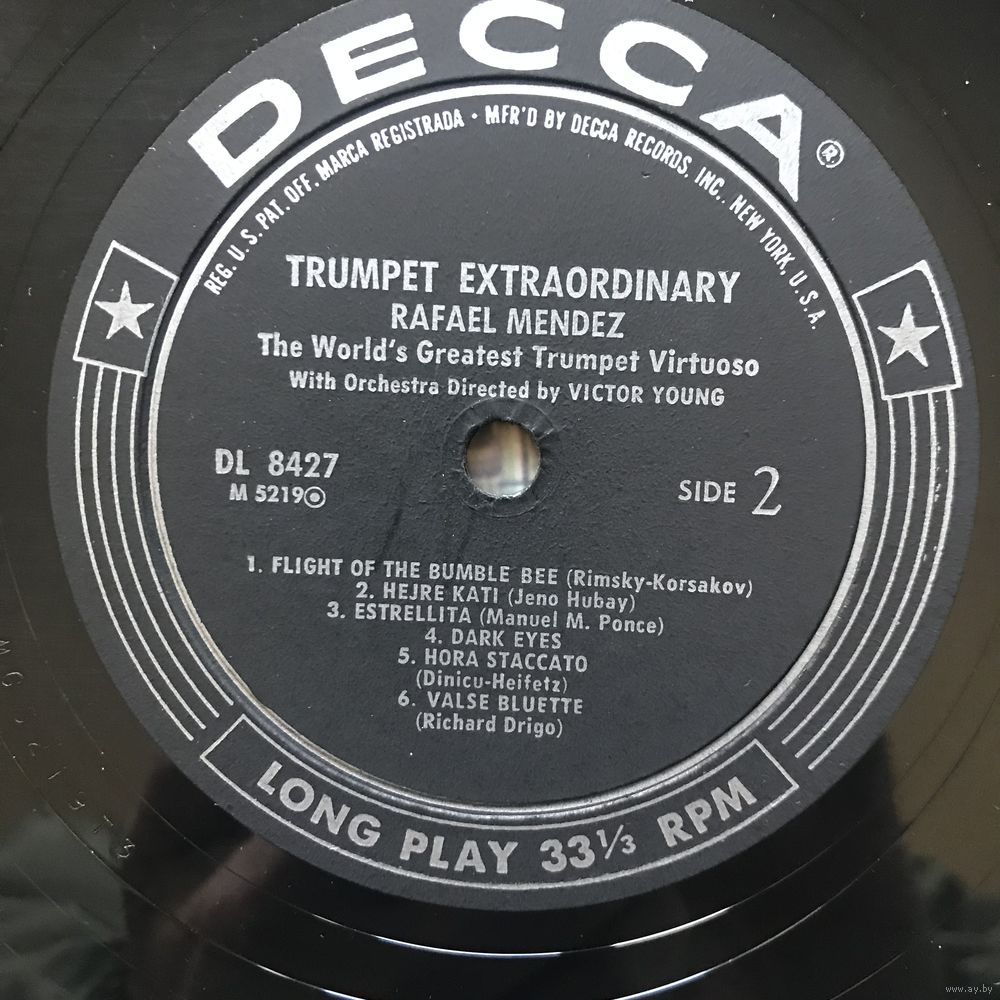 DECCA®
REG. U. S. PAT. OFF. MARCA REGISTRADA • MFR'D BY DECCA RECORDS, INC., NEW YORK, U.S.A.
TRUMPET EXTRAORDINARY
RAFAEL MENDEZ
The World's Greatest Trumpet Virtuoso
With Orchestra Directed by VICTOR YOUNG
DL 8427
M 5219
SIDE 2
1. FLIGHT OF THE BUMBLE BEE (Rimsky-Korsakov)
2. HEJRE KATI (Jeno Hubay)
3. ESTRELLITA (Manuel M. Ponce)
4. DARK EYES
5. HORA STACCATO
(Dinicu-Heifetz)
6. VALSE BLUETTE
(Richard Drigo)
LONG PLAY 33⅓ RPM
www.ay.by